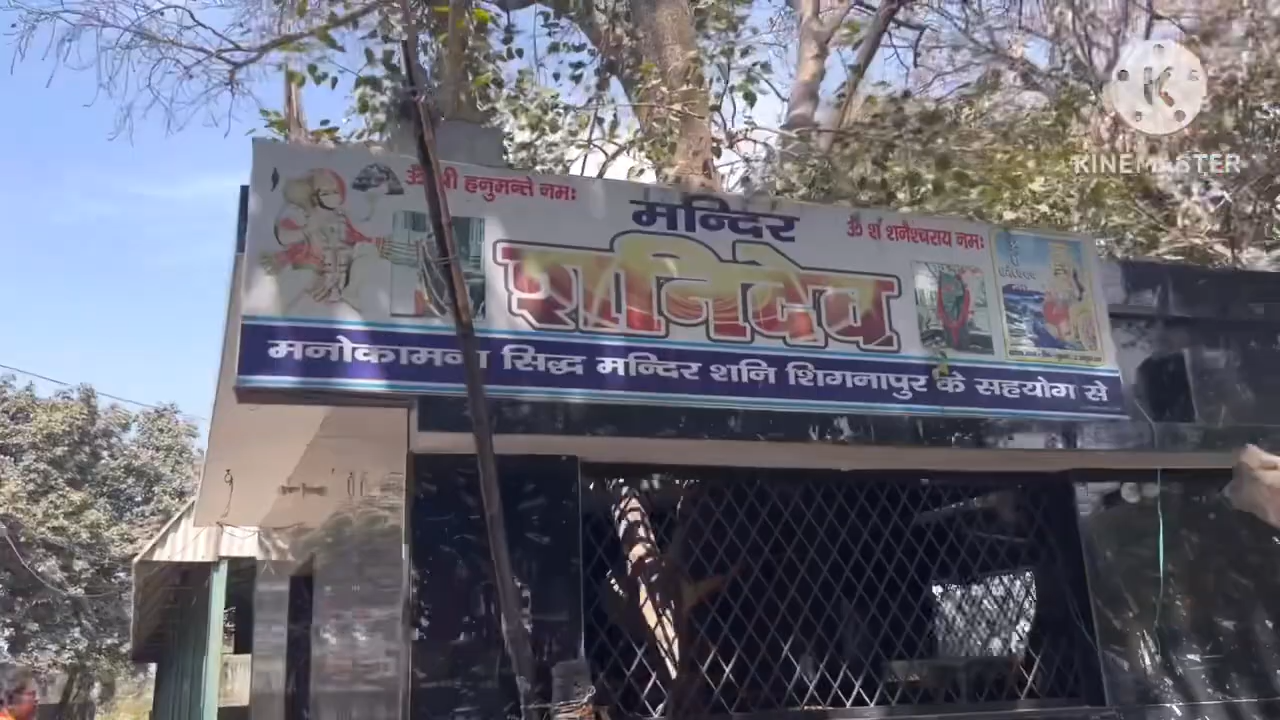 ॐ श्री हनुमन्ते नमः
मन्दिर
ॐ शं शनैश्चराय नमः
शनिदेव
मनोकामना सिद्ध मन्दिर शनि शिगनापुर के सहयोग से
KINEMASTER